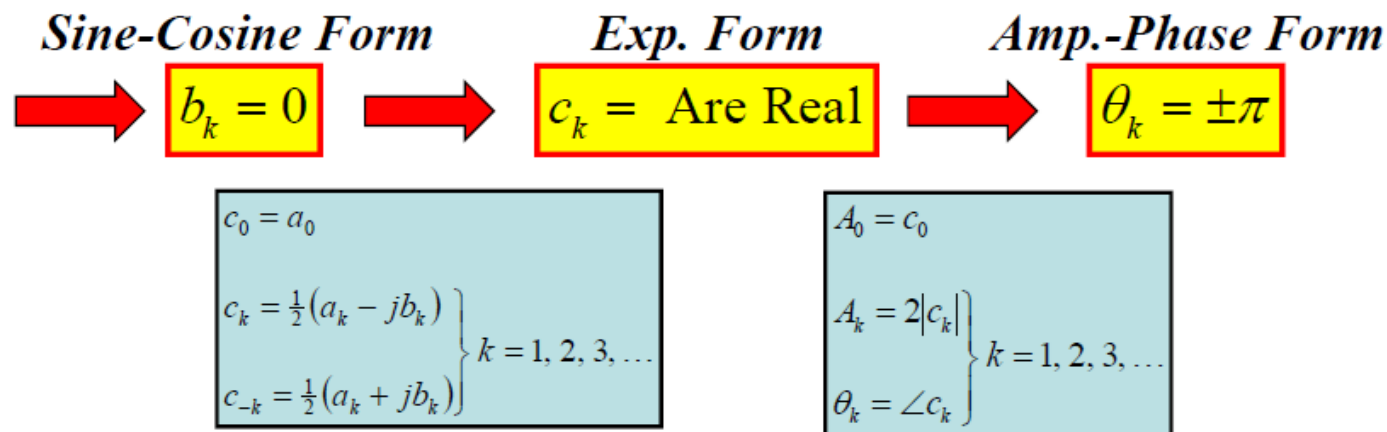 Sine-Cosine Form Exp. Form Amp.-Phase Form
b_k = 0 c_k = Are Real θ_k = ±π
c_0 = a_0
c_k = ½(a_k − jb_k)
c_{−k} = ½(a_k + jb_k)
} k = 1, 2, 3, …
A_0 = c_0
A_k = 2|c_k|
θ_k = ∠c_k
} k = 1, 2, 3, …